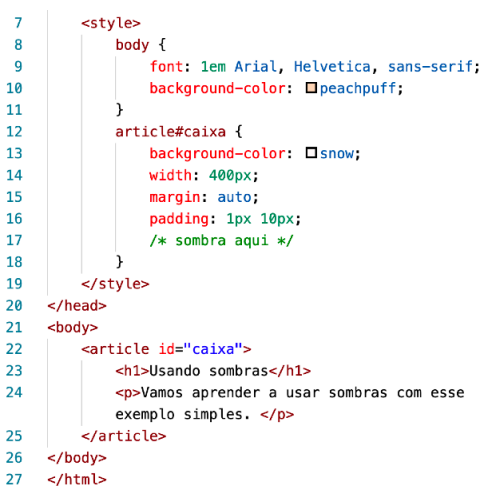 7 <style>
8 body {
9 font: 1em Arial, Helvetica, sans-serif;
10 background-color: peachpuff;
11 }
12 article#caixa {
13 background-color: snow;
14 width: 400px;
15 margin: auto;
16 padding: 1px 10px;
17 /* sombra aqui */
18 }
19 </style>
20 </head>
21 <body>
22 <article id="caixa">
23 <h1>Usando sombras</h1>
24 <p>Vamos aprender a usar sombras com esse
exemplo simples. </p>
25 </article>
26 </body>
27 </html>